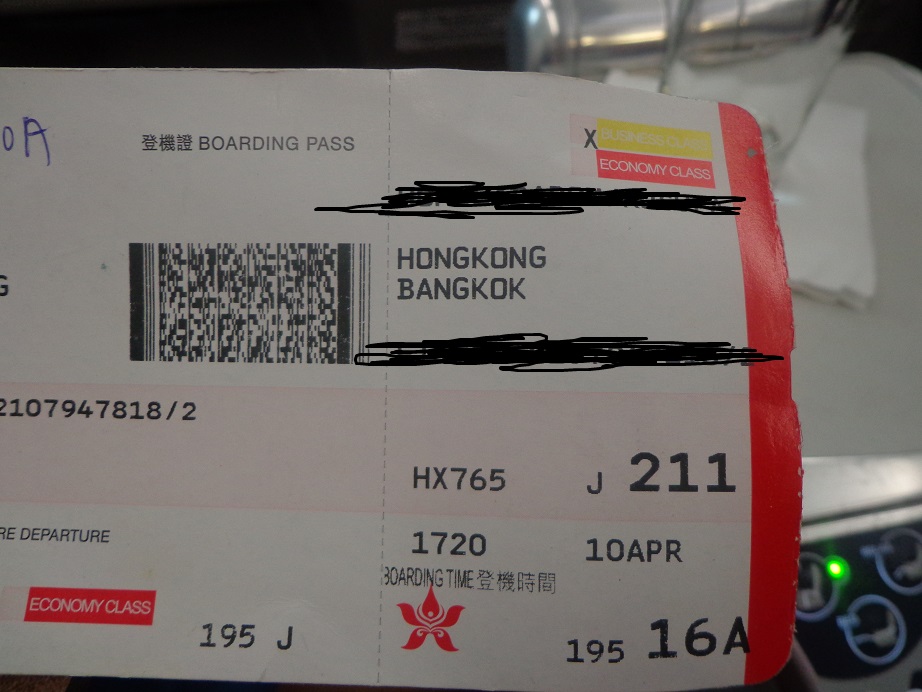 0A
登機證 BOARDING PASS
X BUSINESS CLASS
ECONOMY CLASS
HONGKONG
BANGKOK
G
2107947818/2
HX765 J 211
RE DEPARTURE
1720 10APR
BOARDING TIME 登機時間
ECONOMY CLASS
195 J
195 16A